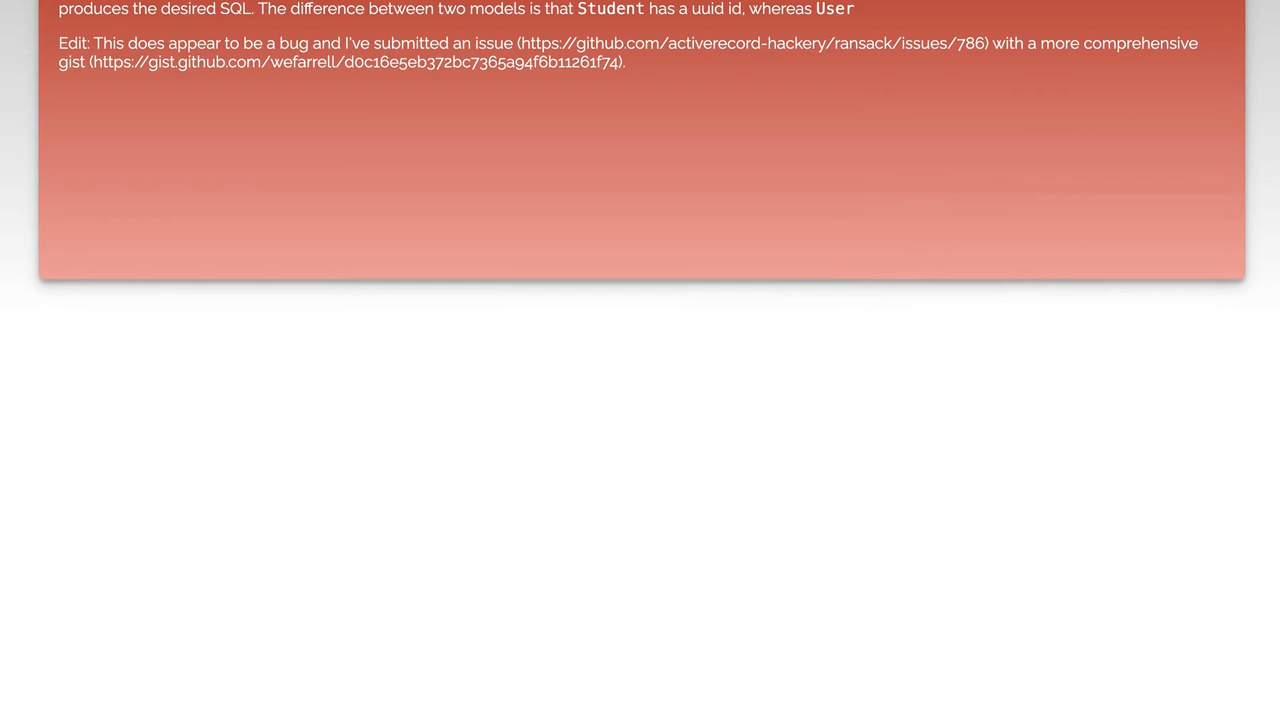 produces the desired SQL. The difference between two models is that Student has a uuid id, whereas User
Edit: This does appear to be a bug and I've submitted an issue (https://github.com/activerecord-hackery/ransack/issues/786) with a more comprehensive
gist (https://gist.github.com/wefarrell/d0c16e5eb372bc7365a94f6b11261f74).